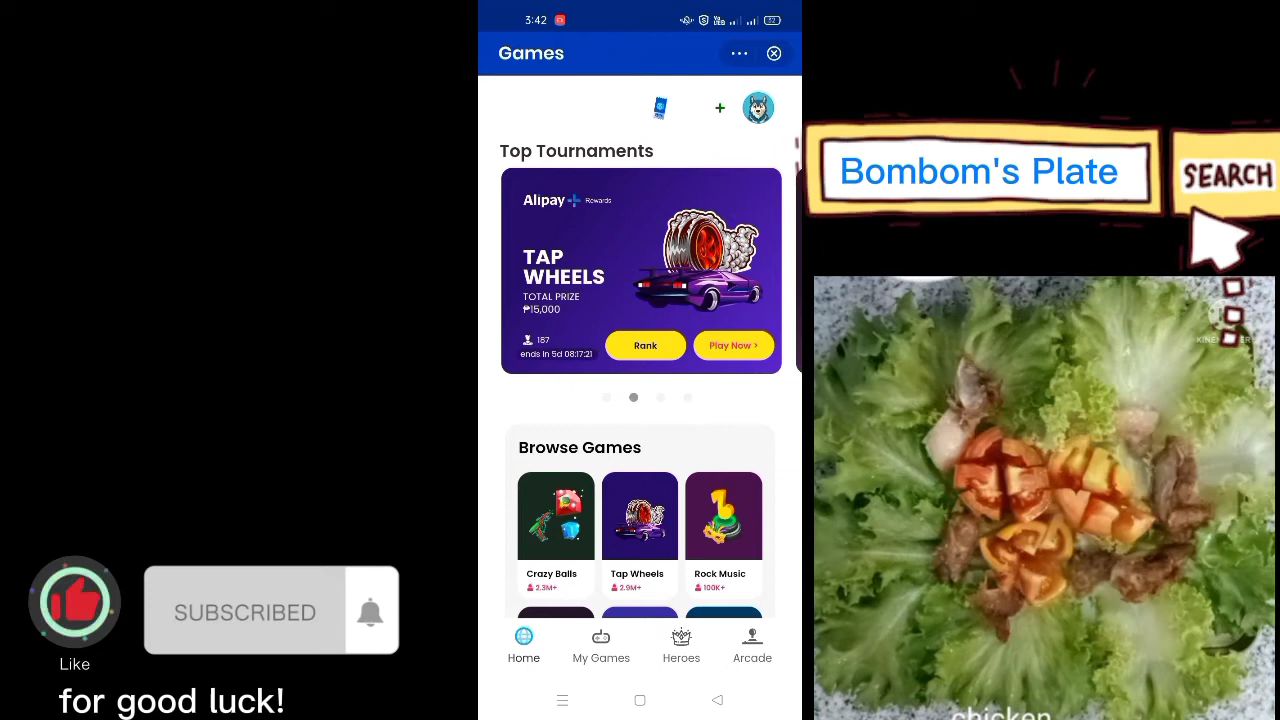 3:42
Games
Top Tournaments
Alipay+ Rewards
TAP
WHEELS
TOTAL PRIZE
₱15,000
187
ends in 5d 08:17:21
Rank
Play Now >
Browse Games
Crazy Balls
2.3M+
Tap Wheels
2.9M+
Rock Music
100K+
Home
My Games
Heroes
Arcade
SUBSCRIBED
Like
for good luck!
Bombom's Plate
SEARCH
chicken